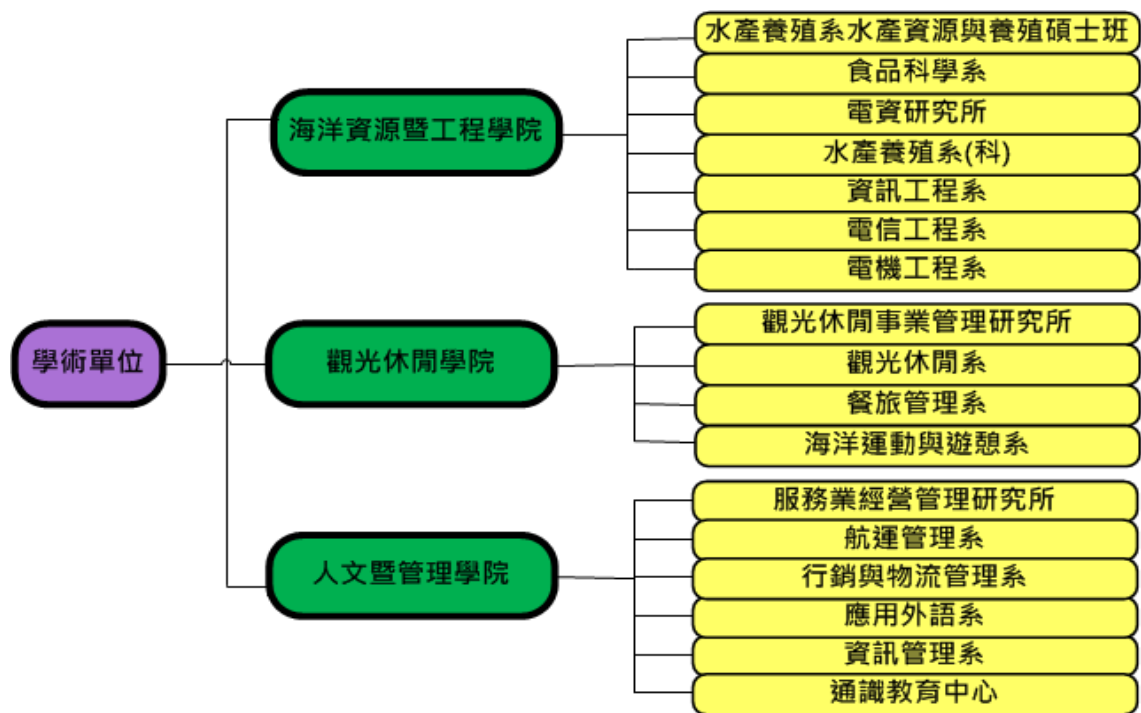 學術單位
海洋資源暨工程學院
水產養殖系水產資源與養殖碩士班
食品科學系
電資研究所
水產養殖系(科)
資訊工程系
電信工程系
電機工程系
觀光休閒學院
觀光休閒事業管理研究所
觀光休閒系
餐旅管理系
海洋運動與遊憩系
人文暨管理學院
服務業經營管理研究所
航運管理系
行銷與物流管理系
應用外語系
資訊管理系
通識教育中心